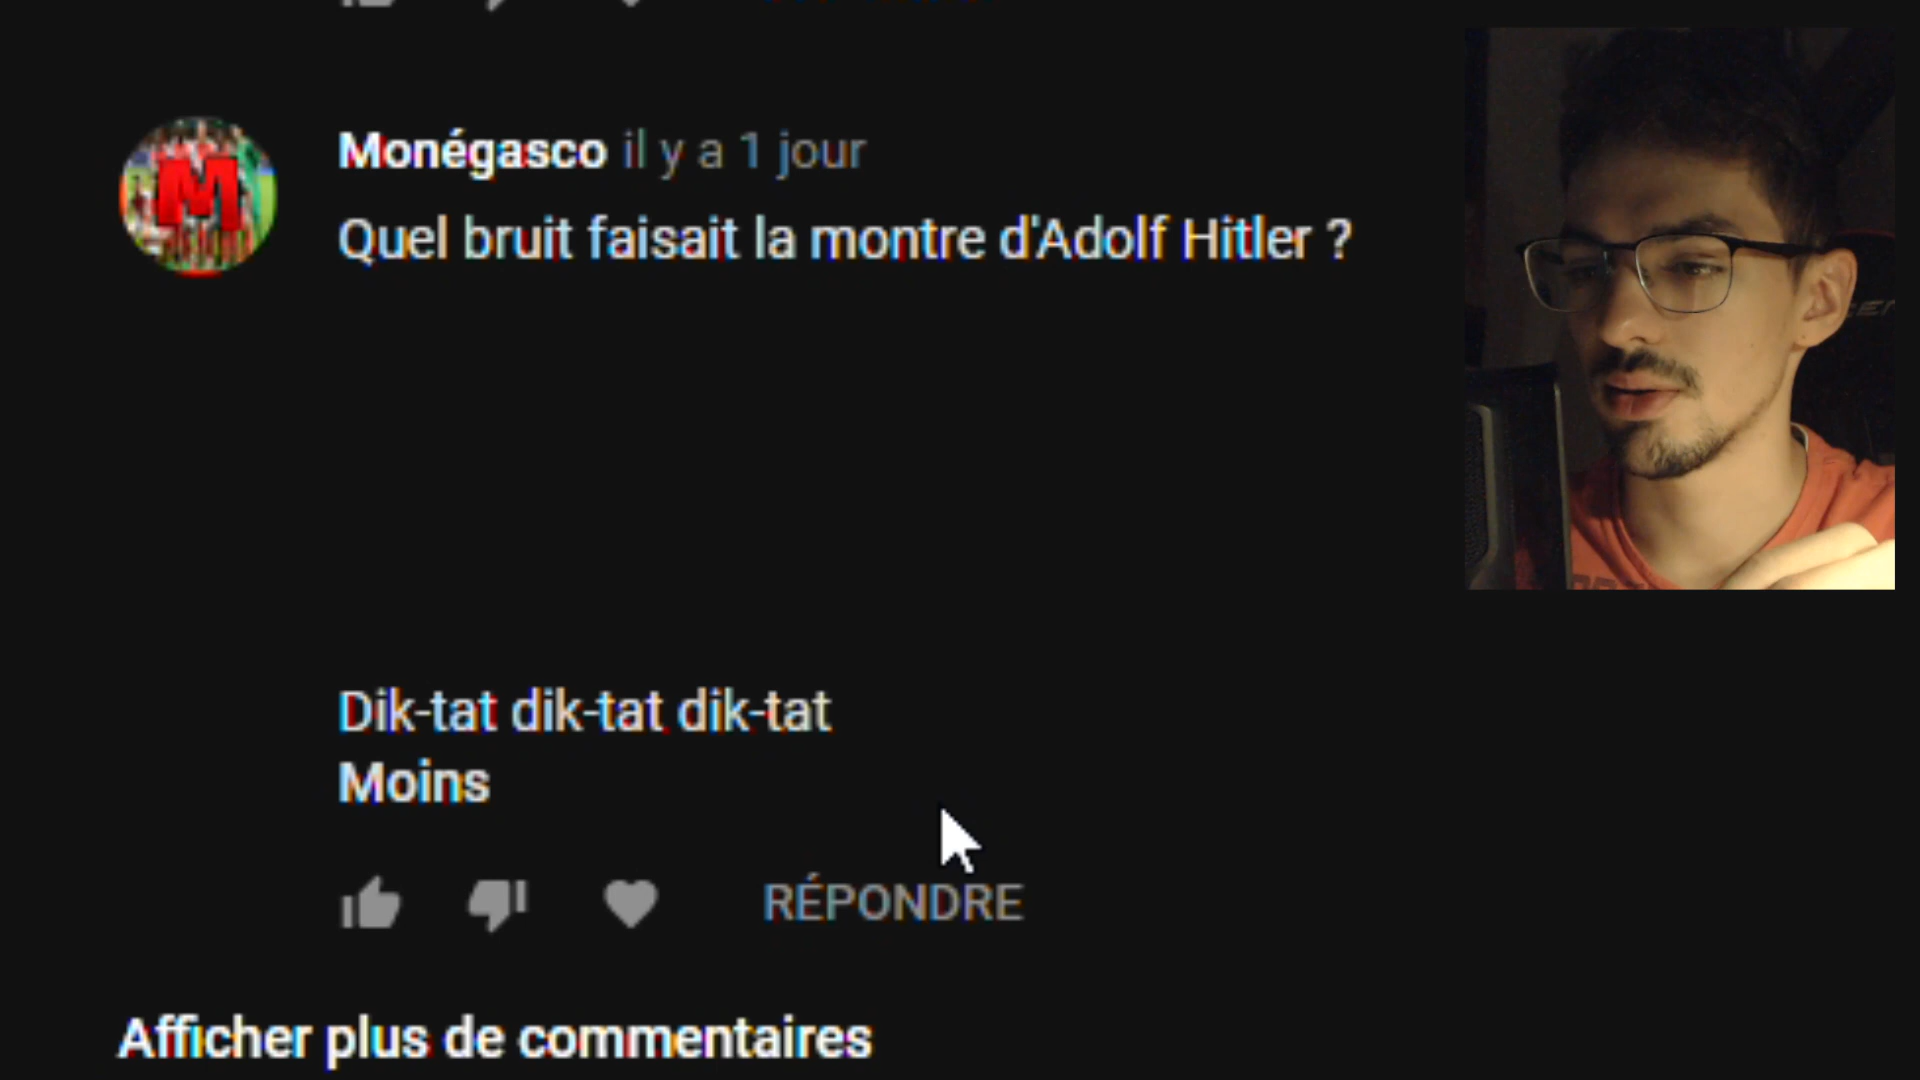 M
Monégasco il y a 1 jour
Quel bruit faisait la montre d'Adolf Hitler ?
Dik-tat dik-tat dik-tat
Moins
RÉPONDRE
Afficher plus de commentaires